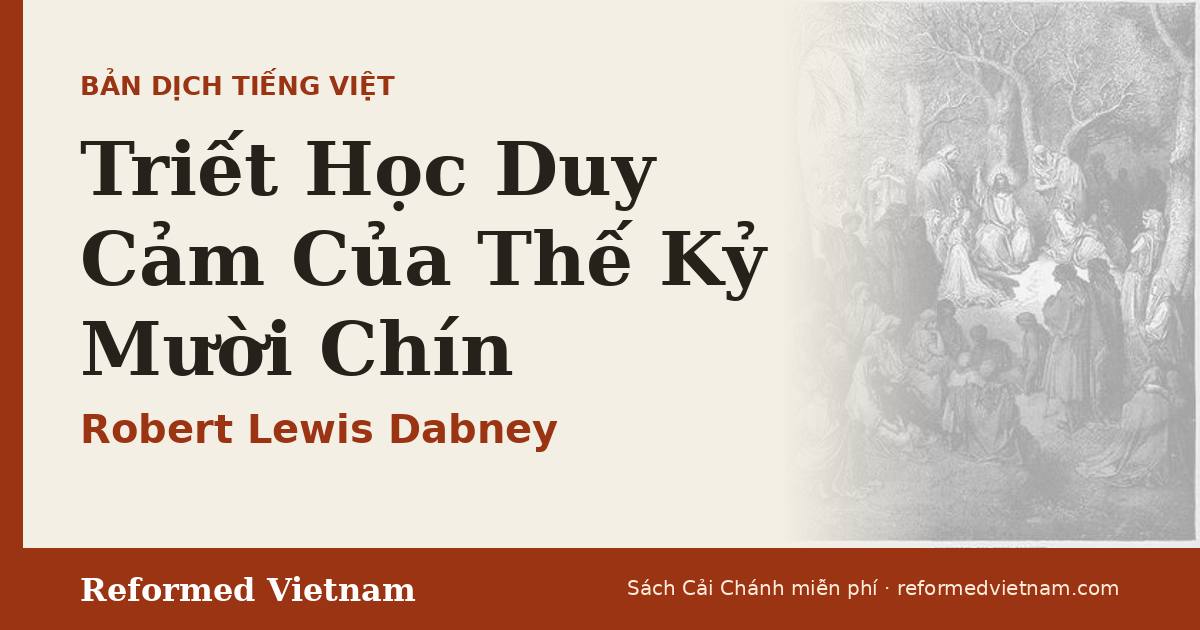 BẢN DỊCH TIẾNG VIỆT
Triết Học Duy
Cảm Của Thế Kỷ
Mười Chín
Robert Lewis Dabney
Reformed Vietnam
Sách Cải Chánh miễn phí · reformedvietnam.com